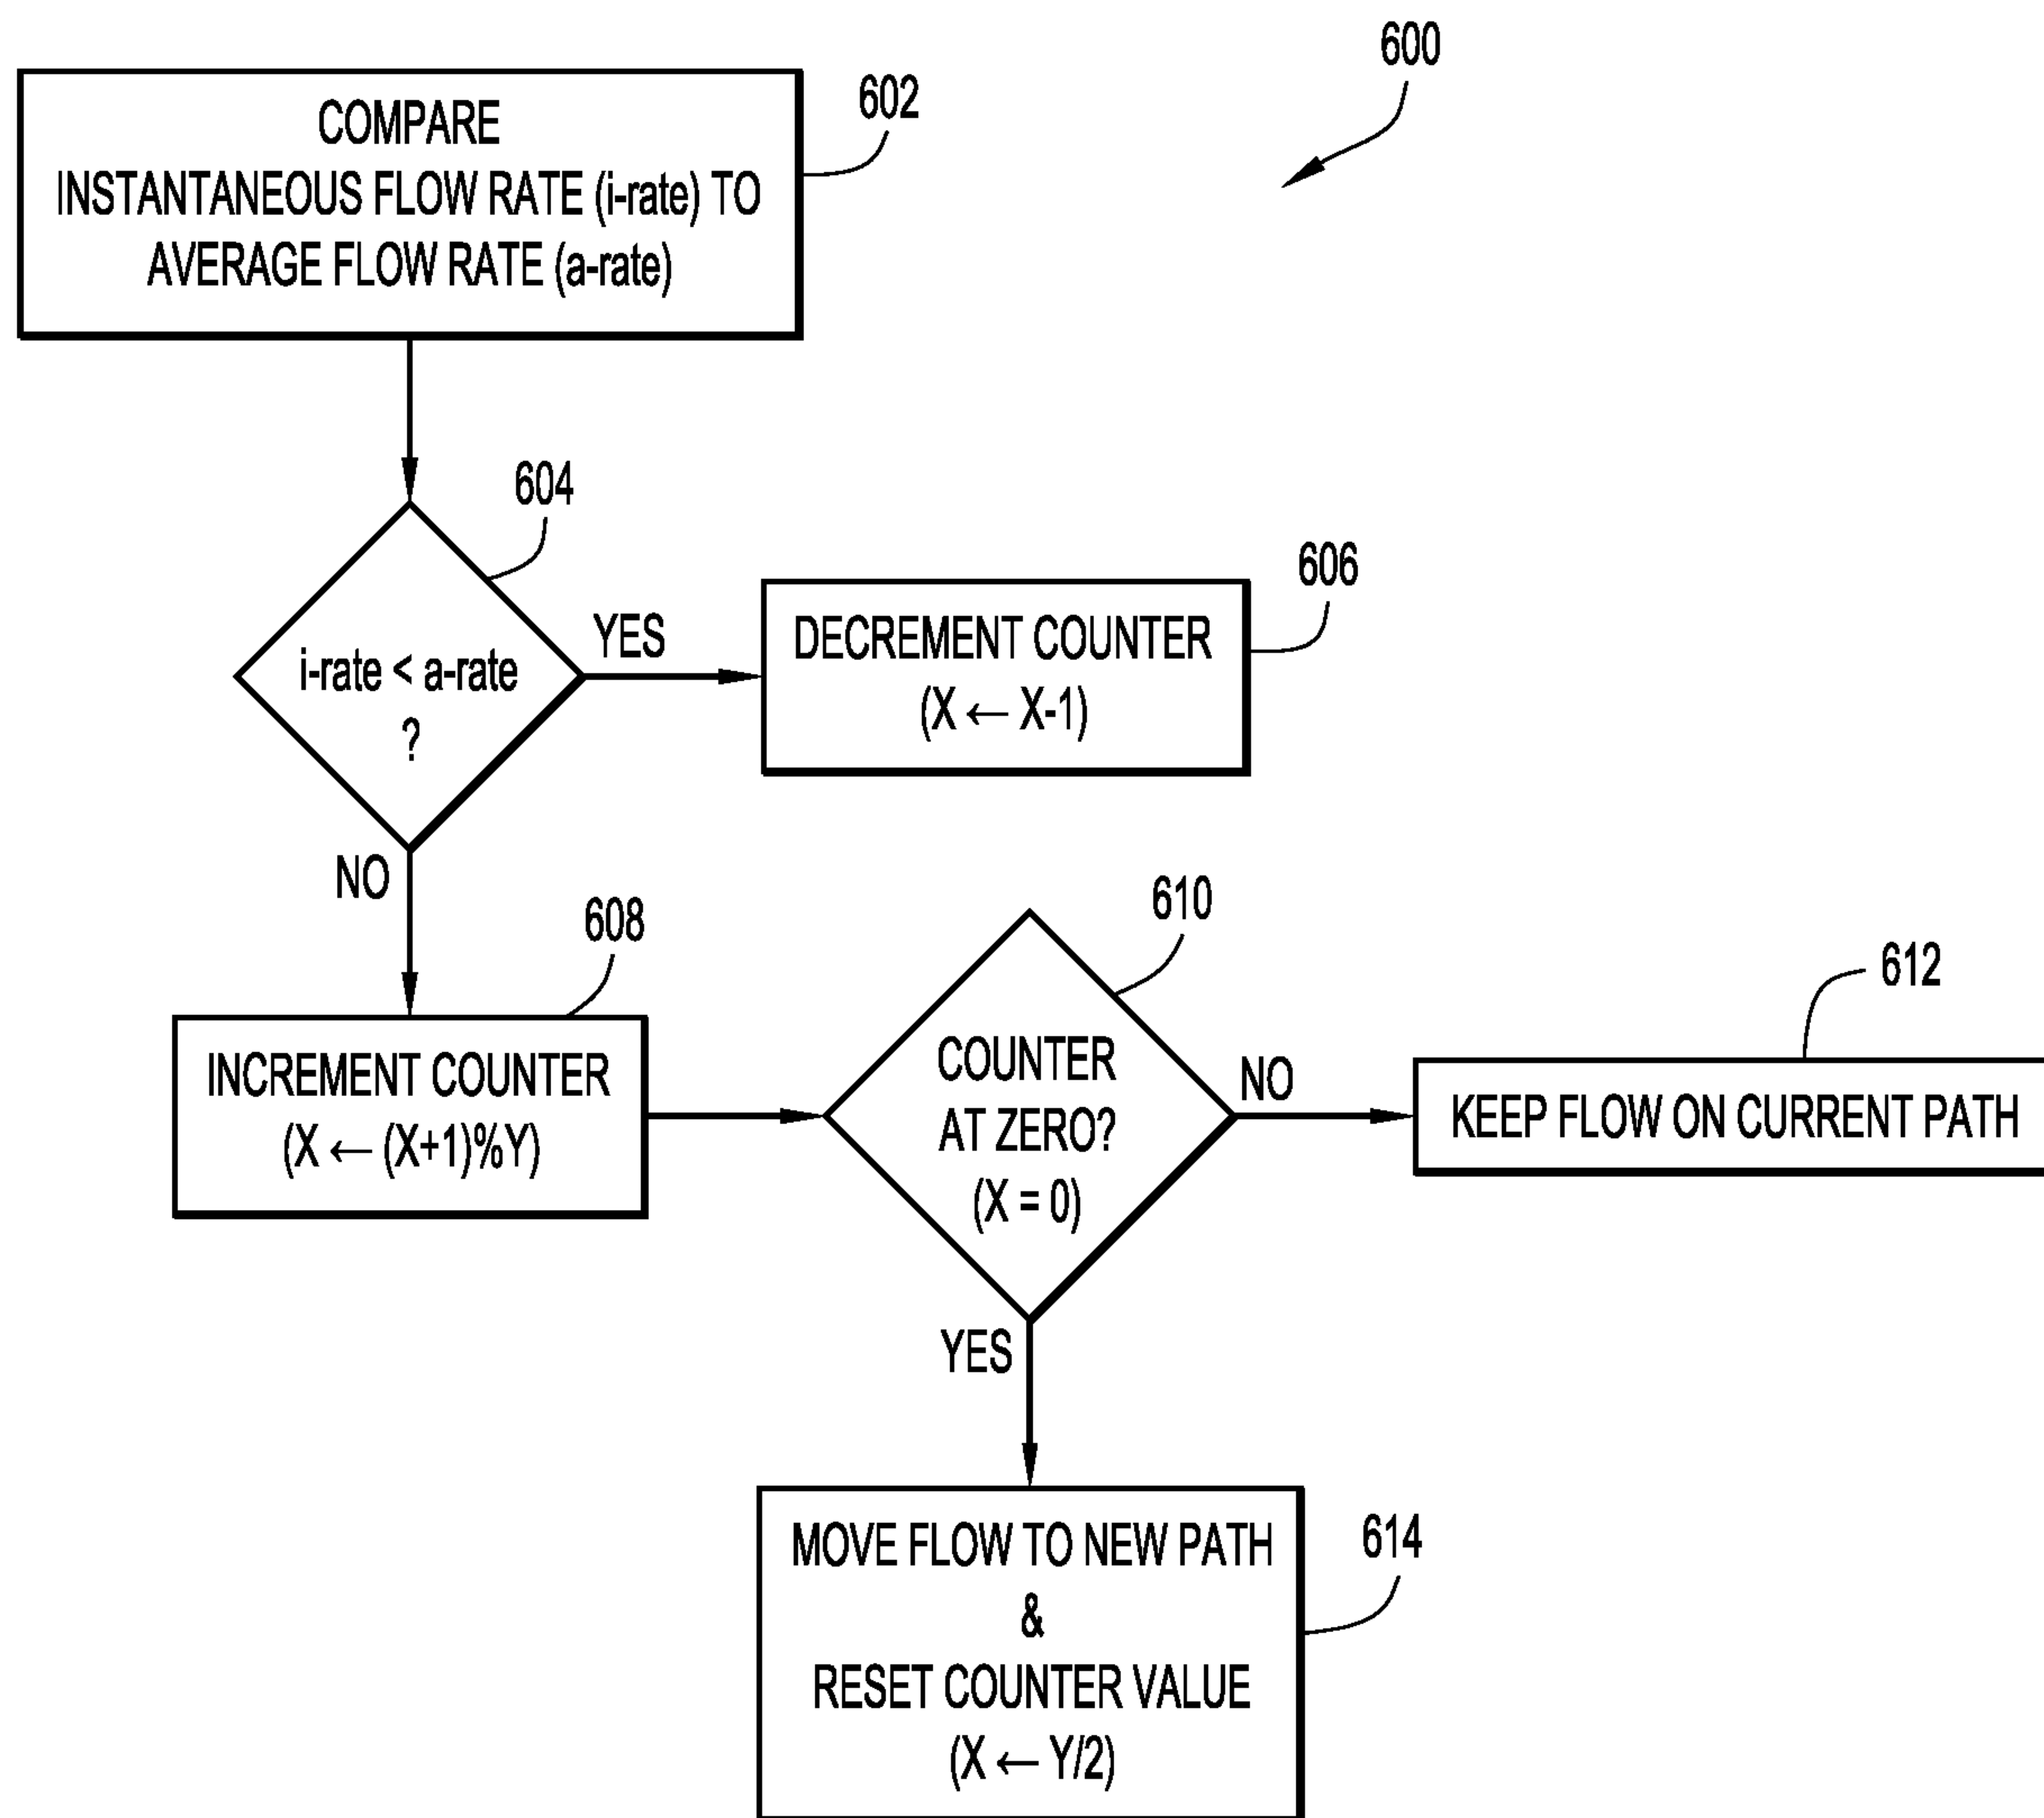 600
COMPARE
INSTANTANEOUS FLOW RATE (i-rate) TO
AVERAGE FLOW RATE (a-rate)
602
604
i-rate < a-rate
?
YES
606
DECREMENT COUNTER
(X ← X-1)
NO
608
INCREMENT COUNTER
(X ← (X+1)%Y)
610
COUNTER
AT ZERO?
(X = 0)
NO
612
KEEP FLOW ON CURRENT PATH
YES
614
MOVE FLOW TO NEW PATH
&
RESET COUNTER VALUE
(X ← Y/2)